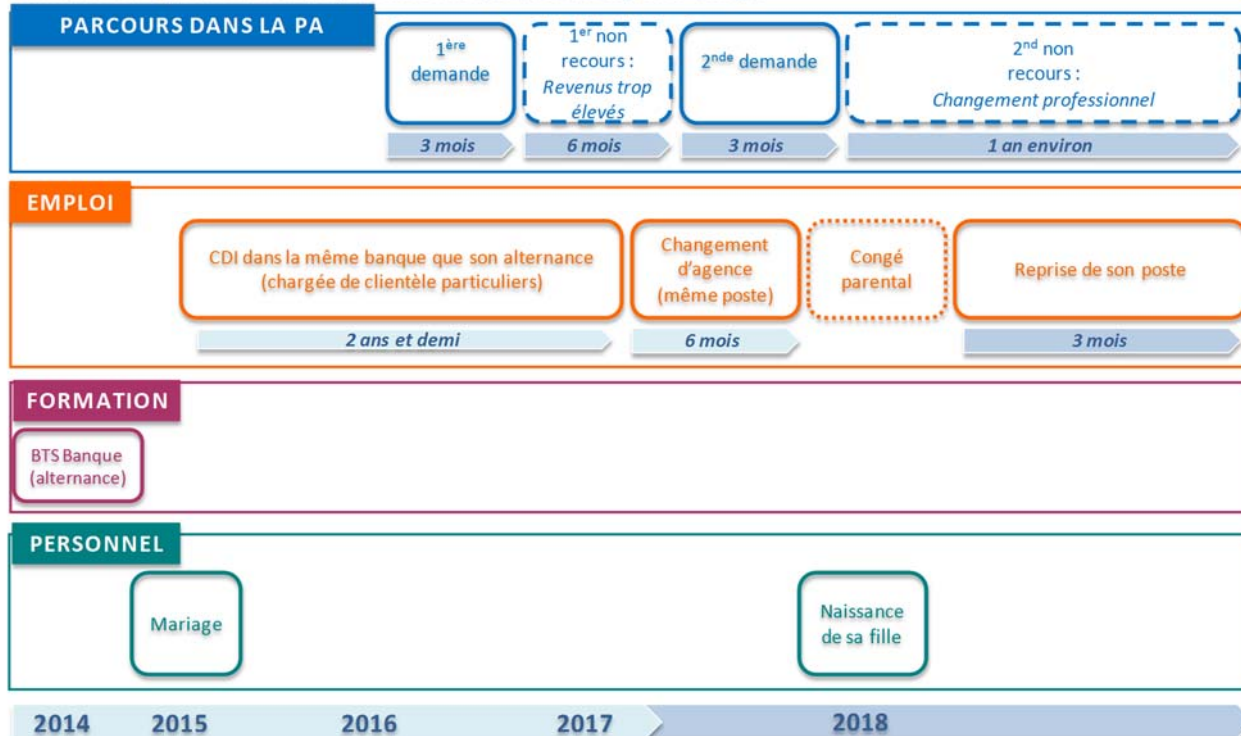 PARCOURS DANS LA PA
1ère
demande
1er non
recours :
Revenus trop
élevés
2nde demande
2nd non
recours :
Changement professionnel
3 mois
6 mois
3 mois
1 an environ
EMPLOI
CDI dans la même banque que son alternance
(chargée de clientèle particuliers)
Changement
d'agence
(même poste)
Congé
parental
Reprise de son poste
2 ans et demi
6 mois
3 mois
FORMATION
BTS Banque
(alternance)
PERSONNEL
Mariage
Naissance
de sa fille
2014
2015
2016
2017
2018